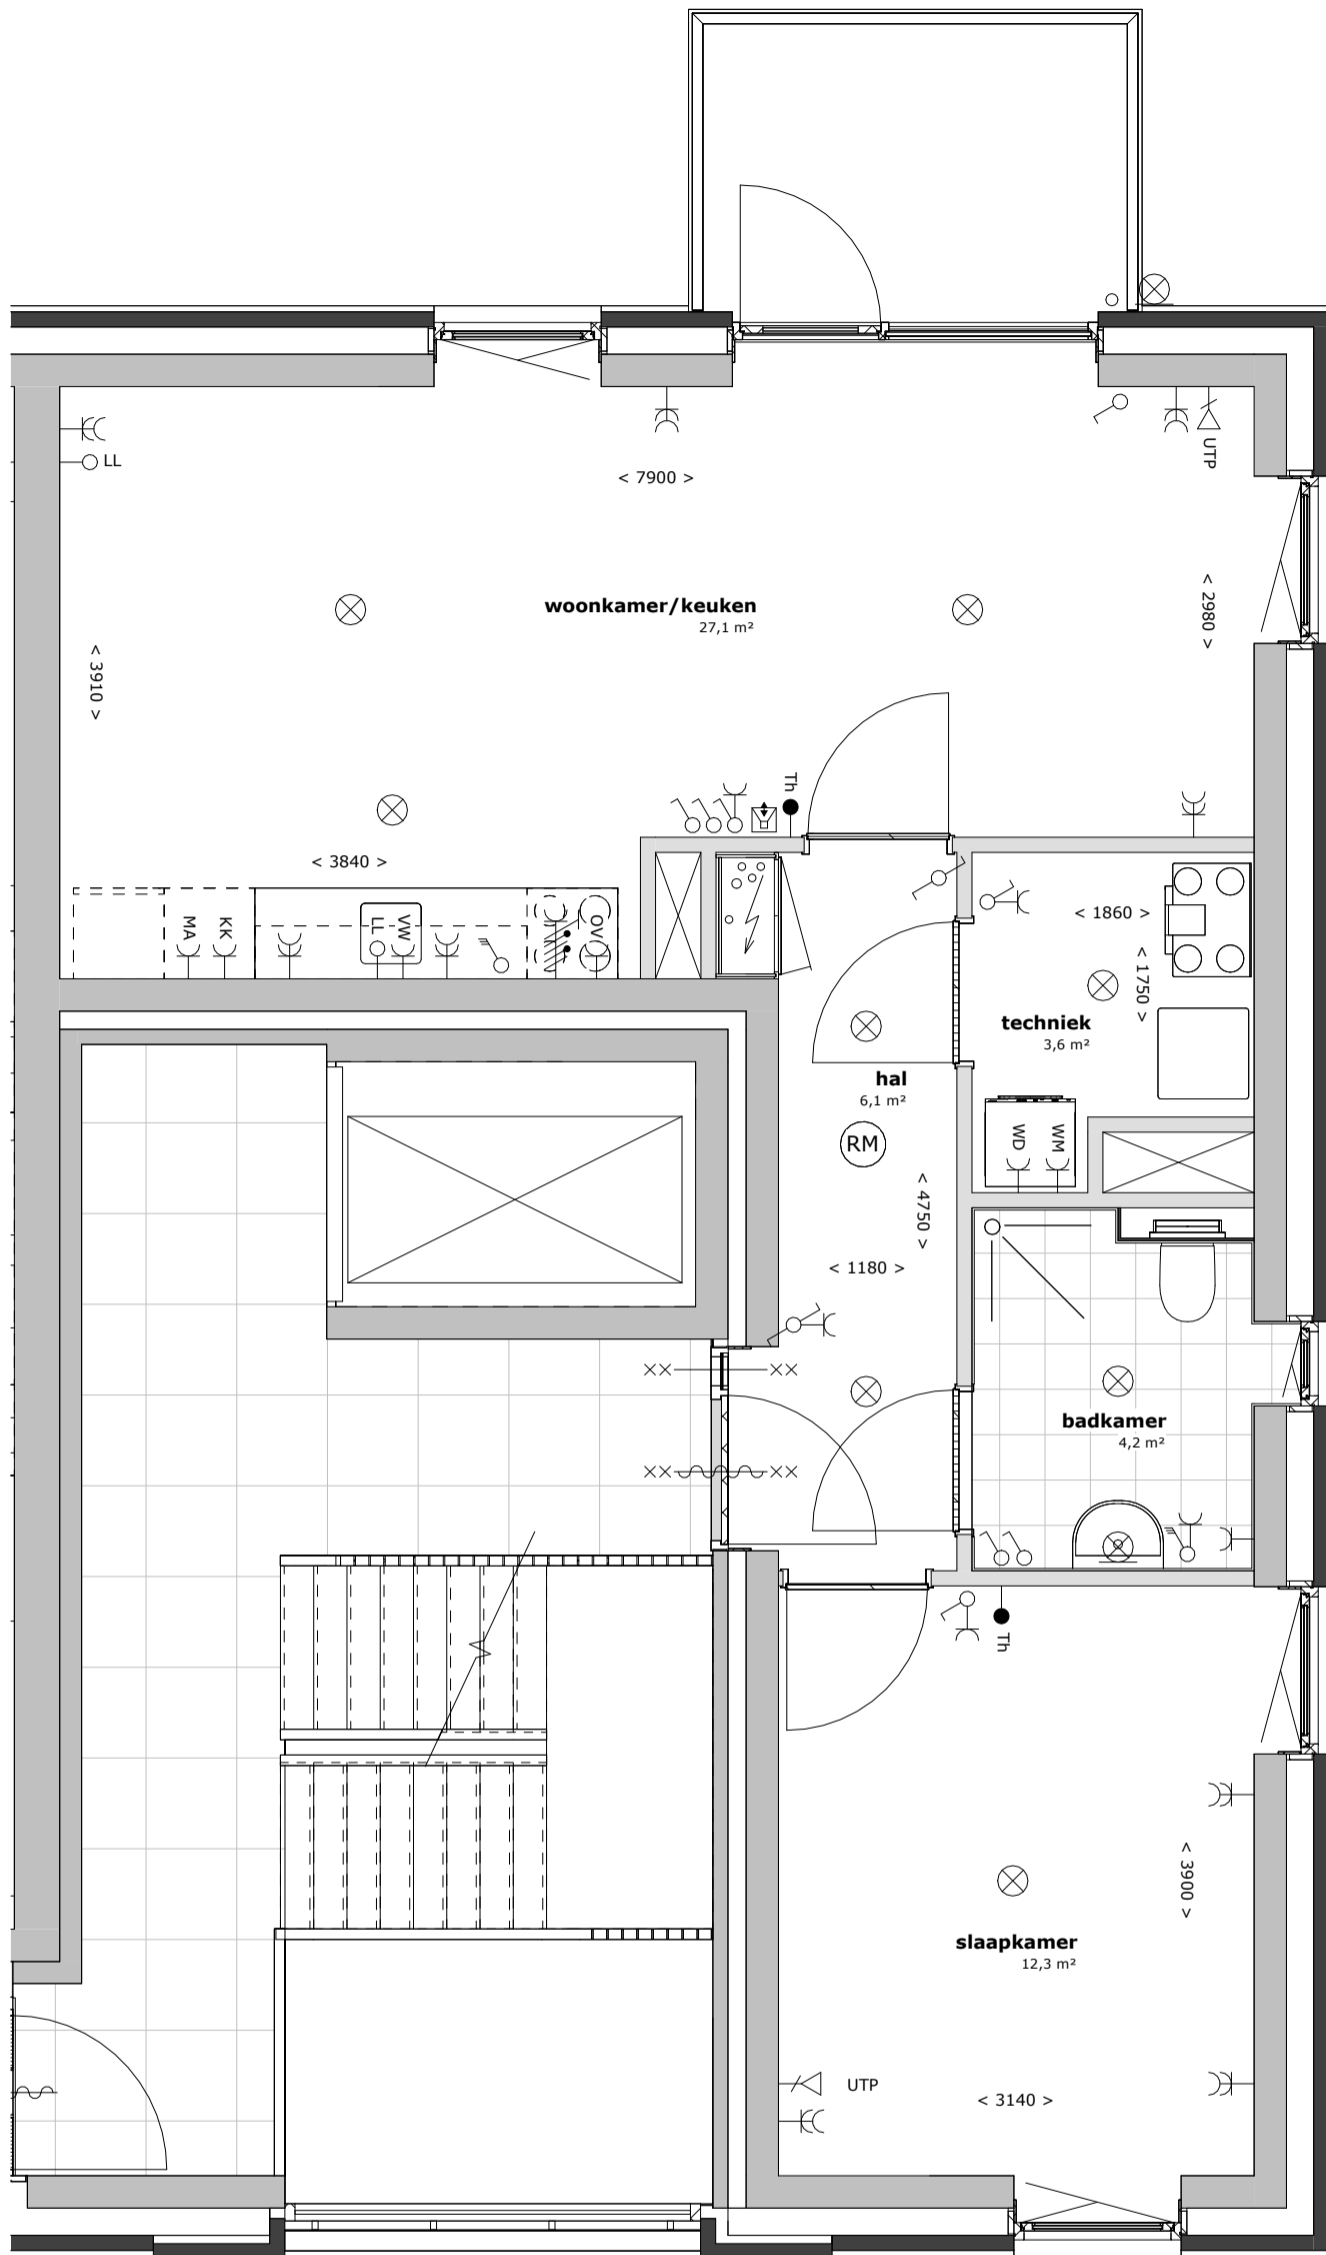 LL
UTP
< 7900 >
woonkamer/keuken
27,1 m²
< 2980 >
< 3910 >
Th
< 3840 >
MA
KK
LL
VW
OV
< 1860 >
< 1750 >
techniek
3,6 m²
hal
6,1 m²
RM
WD
WM
< 4750 >
< 1180 >
badkamer
4,2 m²
Th
< 3900 >
slaapkamer
12,3 m²
UTP
< 3140 >